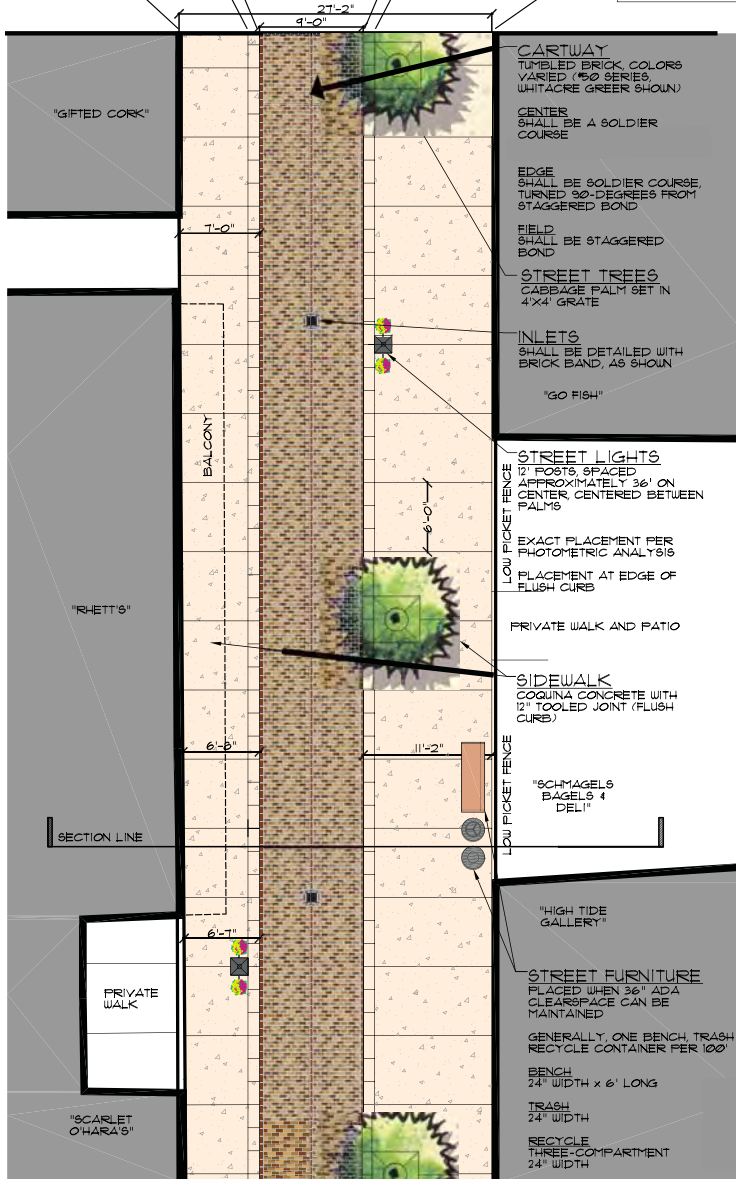 27'-2"
9'-0"
CARTWAY
TUMBLED BRICK, COLORS
VARIED (*50 SERIES,
WHITACRE GREER SHOWN)
CENTER
SHALL BE A SOLDIER
COURSE
EDGE
SHALL BE SOLDIER COURSE,
TURNED 90-DEGREES FROM
STAGGERED BOND
FIELD
SHALL BE STAGGERED
BOND
"GIFTED CORK"
7'-0"
STREET TREES
CABBAGE PALM SET IN
4'X4' GRATE
INLETS
SHALL BE DETAILED WITH
BRICK BAND, AS SHOWN
"GO FISH"
BALCONY
STREET LIGHTS
12' POSTS, SPACED
APPROXIMATELY 36' ON
CENTER, CENTERED BETWEEN
PALMS
EXACT PLACEMENT PER
PHOTOMETRIC ANALYSIS
PLACEMENT AT EDGE OF
FLUSH CURB
LOW PICKET FENCE
6'-0"
"RHETT'S"
PRIVATE WALK AND PATIO
SIDEWALK
COQUINA CONCRETE WITH
12" TOOLED JOINT (FLUSH
CURB)
6'-6"
11'-2"
LOW PICKET FENCE
"SCHMAGELS
BAGELS &
DELI"
SECTION LINE
"HIGH TIDE
GALLERY"
6'-7"
PRIVATE
WALK
STREET FURNITURE
PLACED WHEN 36" ADA
CLEARSPACE CAN BE
MAINTAINED
GENERALLY, ONE BENCH, TRASH
RECYCLE CONTAINER PER 100'
BENCH
24" WIDTH x 6' LONG
TRASH
24" WIDTH
RECYCLE
THREE-COMPARTMENT
24" WIDTH
"SCARLET
O'HARA'S"